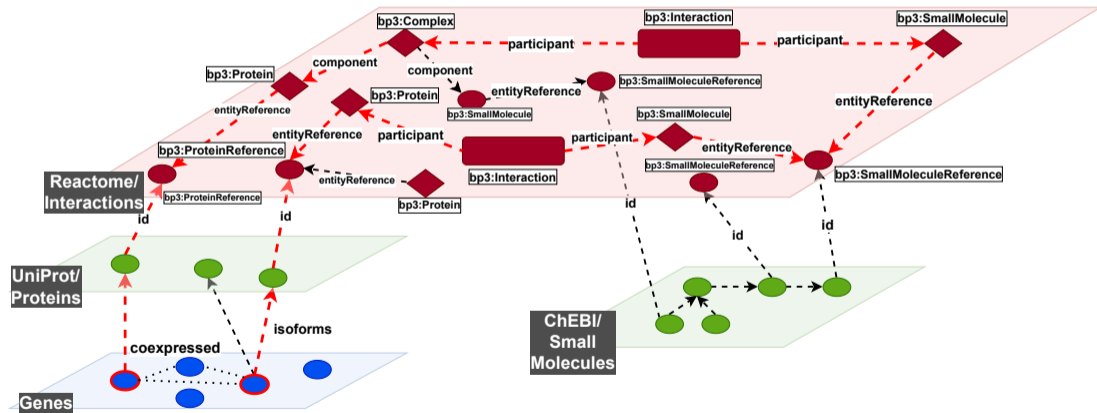 bp3:Complex
bp3:Interaction
bp3:SmallMolecule
participant
participant
component
component
bp3:Protein
bp3:SmallMoleculeReference
entityReference
bp3:Protein
entityReference
entityReference
bp3:SmallMolecule
bp3:SmallMolecule
entityReference
participant
participant
entityReference
bp3:ProteinReference
bp3:SmallMoleculeReference
bp3:SmallMoleculeReference
bp3:Interaction
entityReference
bp3:Protein
bp3:ProteinReference
Reactome/
Interactions
id
id
id
id
id
UniProt/
Proteins
isoforms
ChEBI/
Small
Molecules
coexpressed
Genes